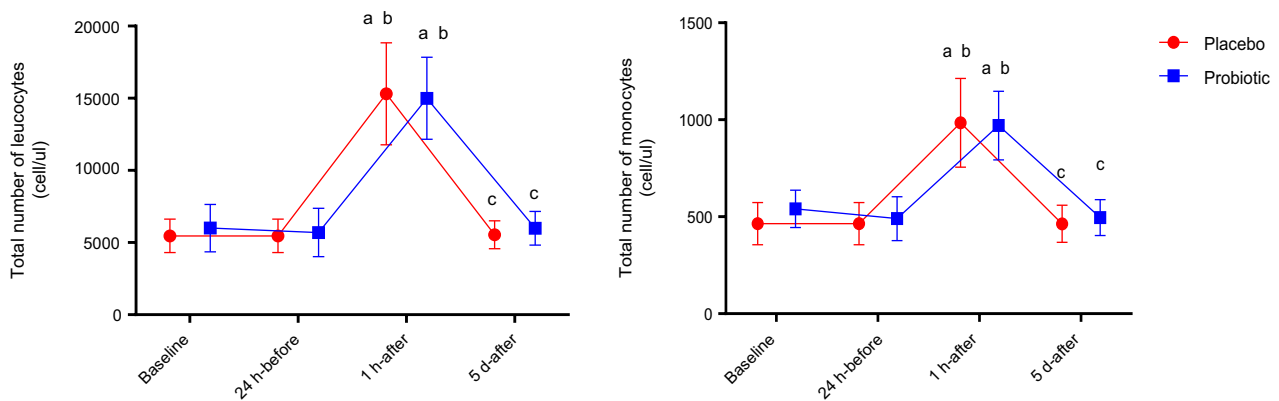 Total number of leucocytes
(cell/ul)
20000
15000
10000
5000
0
a b
a b
c
c
Baseline
24 h-before
1 h-after
5 d-after
Total number of monocytes
(cell/ul)
1500
1000
500
0
a b
a b
c
c
Baseline
24 h-before
1 h-after
5 d-after
Placebo
Probiotic